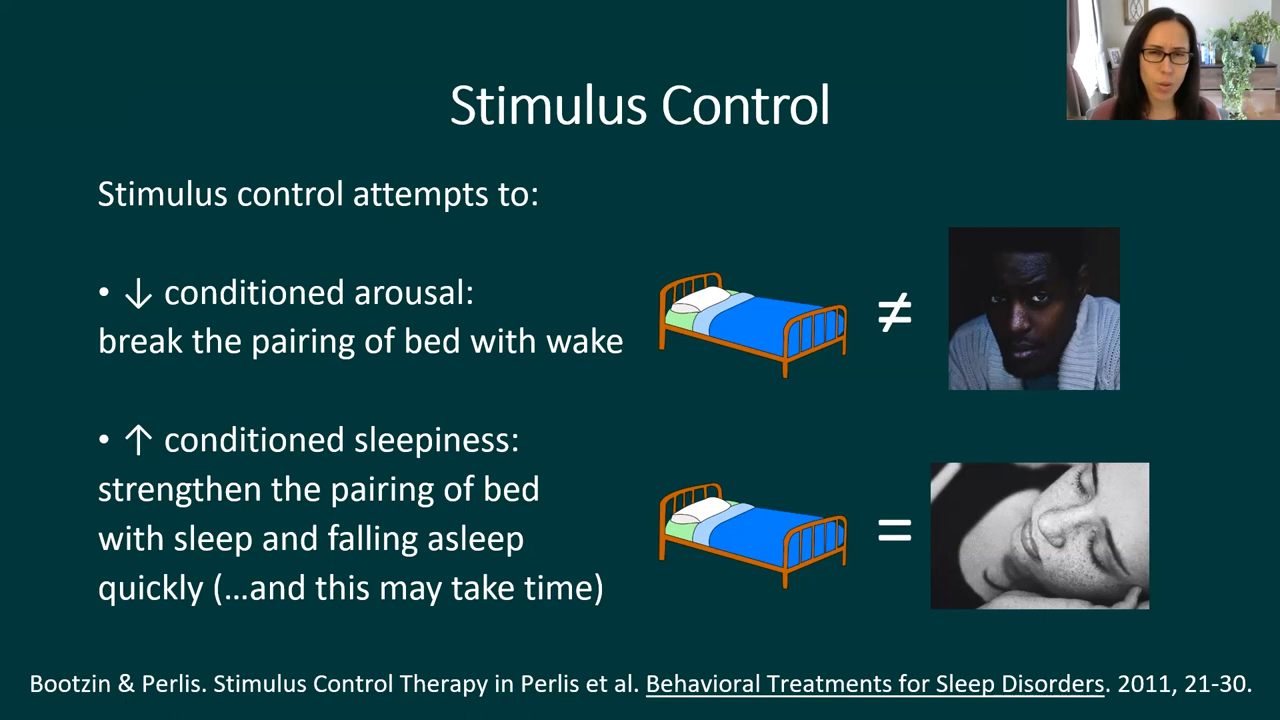 Stimulus Control
Stimulus control attempts to:
• ↓ conditioned arousal:
break the pairing of bed with wake
≠
• ↑ conditioned sleepiness:
strengthen the pairing of bed
with sleep and falling asleep
quickly (…and this may take time)
=
Bootzin & Perlis. Stimulus Control Therapy in Perlis et al. Behavioral Treatments for Sleep Disorders. 2011, 21-30.